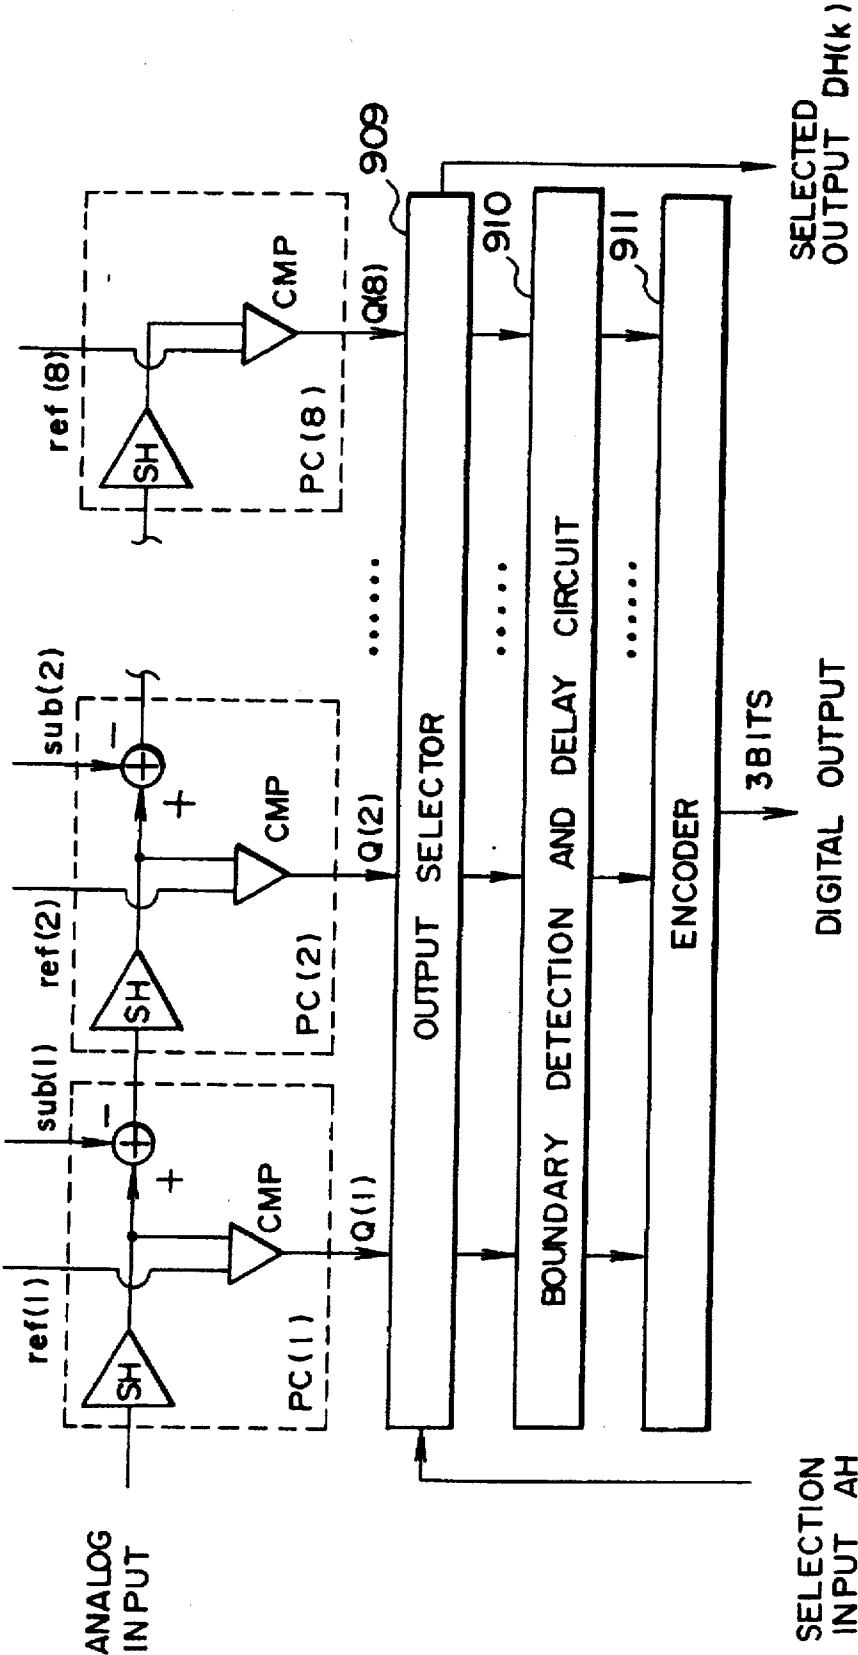 ANALOG
INPUT
ref(1)
sub(1)
ref(2)
sub(2)
ref(8)
SH
+
−
SH
+
−
SH
CMP
CMP
CMP
PC(1)
PC(2)
PC(8)
Q(1)
Q(2)
Q(8)
......
909
OUTPUT SELECTOR
.....
910
BOUNDARY DETECTION AND DELAY CIRCUIT
......
911
ENCODER
3BITS
SELECTION
INPUT AH
DIGITAL OUTPUT
SELECTED
OUTPUT DH(k)